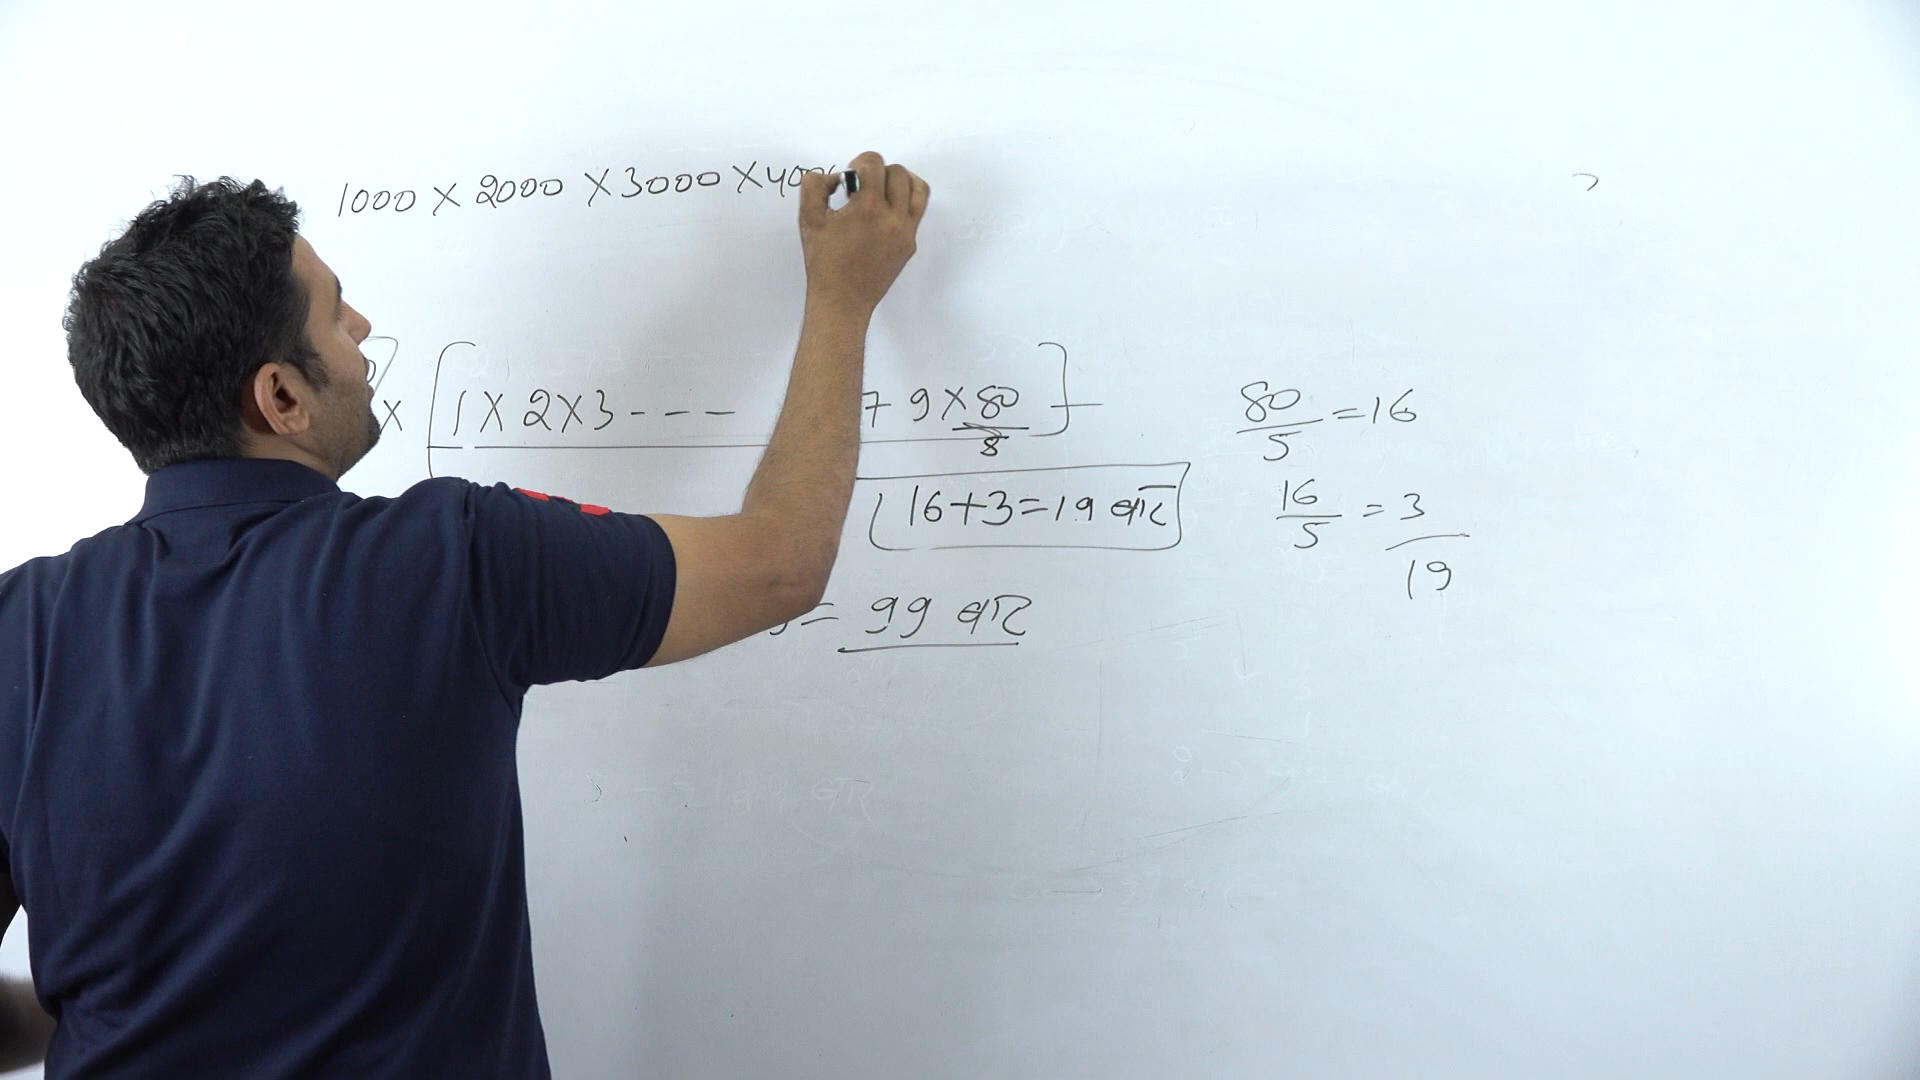 1000 X 2000 X 3000 X 400
X [1 X 2 X 3 - - - 79 X 80]
8
80/5 = 16
16 + 3 = 19 बार
16/5 = 3
19
= 99 बार